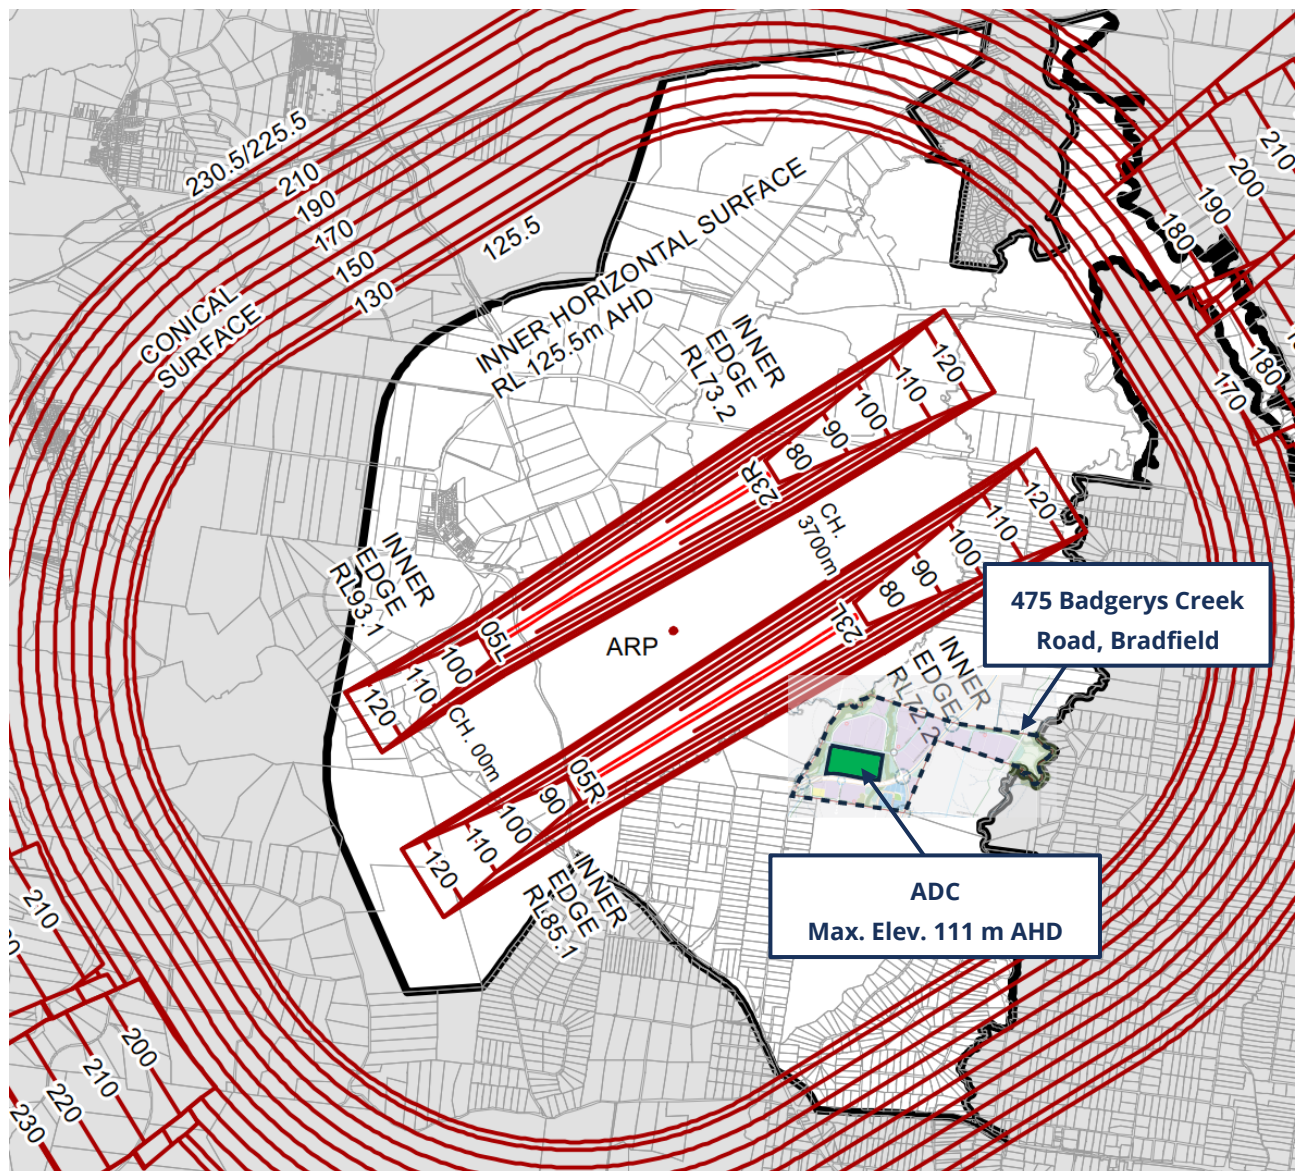 230.5/225.5
210
190
170
150
130
125.5
CONICAL
SURFACE
INNER HORIZONTAL SURFACE
RL 125.5m AHD
INNER
EDGE
RL73.2
120
110
100
90
80
23R
CH.
3700m
210
200
190
180
180
170
INNER
EDGE
RL93.1
05L
100
110
120
CH. 00m
ARP
120
110
100
90
80
23L
INNER
EDGE
RL72.2
475 Badgerys Creek
Road, Bradfield
05R
90
100
110
120
INNER
EDGE
RL85.1
ADC
Max. Elev. 111 m AHD
210
200
210
220
230